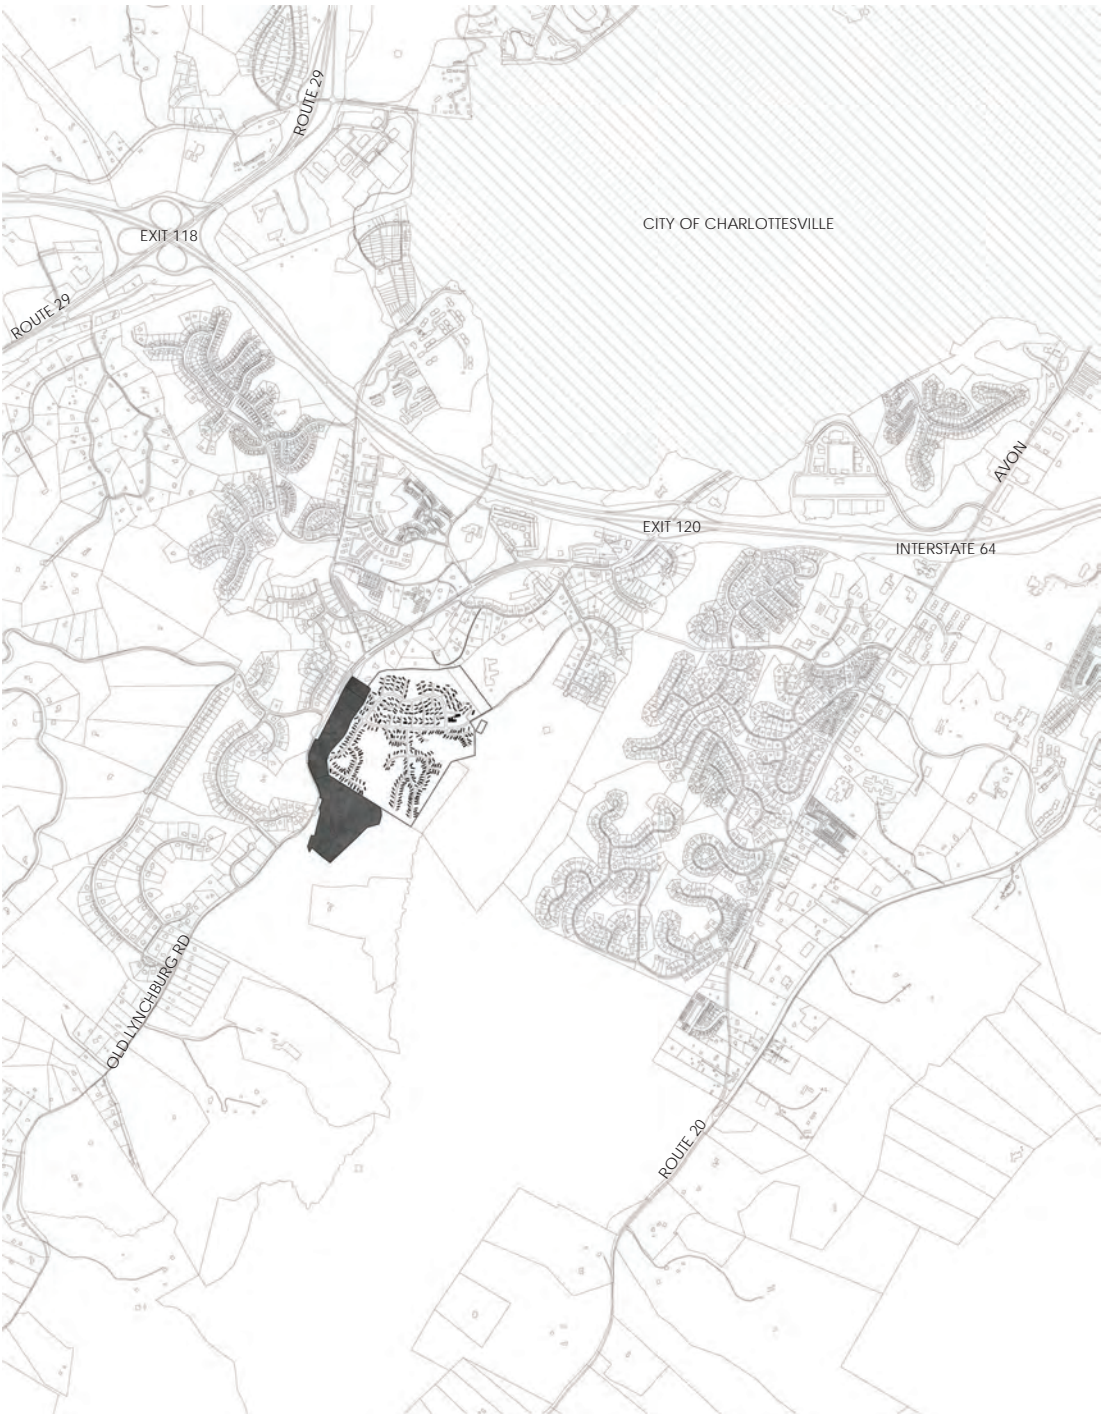 ROUTE 29
CITY OF CHARLOTTESVILLE
EXIT 118
ROUTE 29
AVON
EXIT 120
INTERSTATE 64
OLD LYNCHBURG RD
ROUTE 20